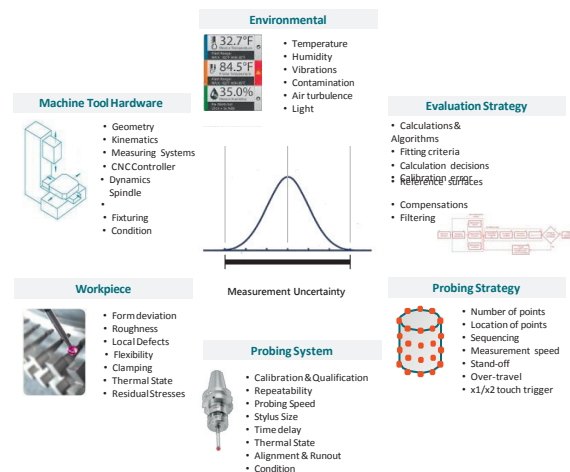 Environmental
32.7°F
84.5°F
35.0%
• Temperature
• Humidity
• Vibrations
• Contamination
• Air turbulence
• Light
Machine Tool Hardware
• Geometry
• Kinematics
• Measuring Systems
• CNC Controller
• Dynamics
Spindle
•
• Fixturing
• Condition
Evaluation Strategy
• Calculations &
Algorithms
• Fitting criteria
• Calculation decisions
• Calibration error
• Reference surfaces
• Compensations
• Filtering
Measurement Uncertainty
Workpiece
• Form deviation
• Roughness
• Local Defects
• Flexibility
• Clamping
• Thermal State
• Residual Stresses
Probing System
• Calibration & Qualification
• Repeatability
• Probing Speed
• Stylus Size
• Time delay
• Thermal State
• Alignment & Runout
• Condition
Probing Strategy
• Number of points
• Location of points
• Sequencing
• Measurement speed
• Stand-off
• Over-travel
• x1/x2 touch trigger